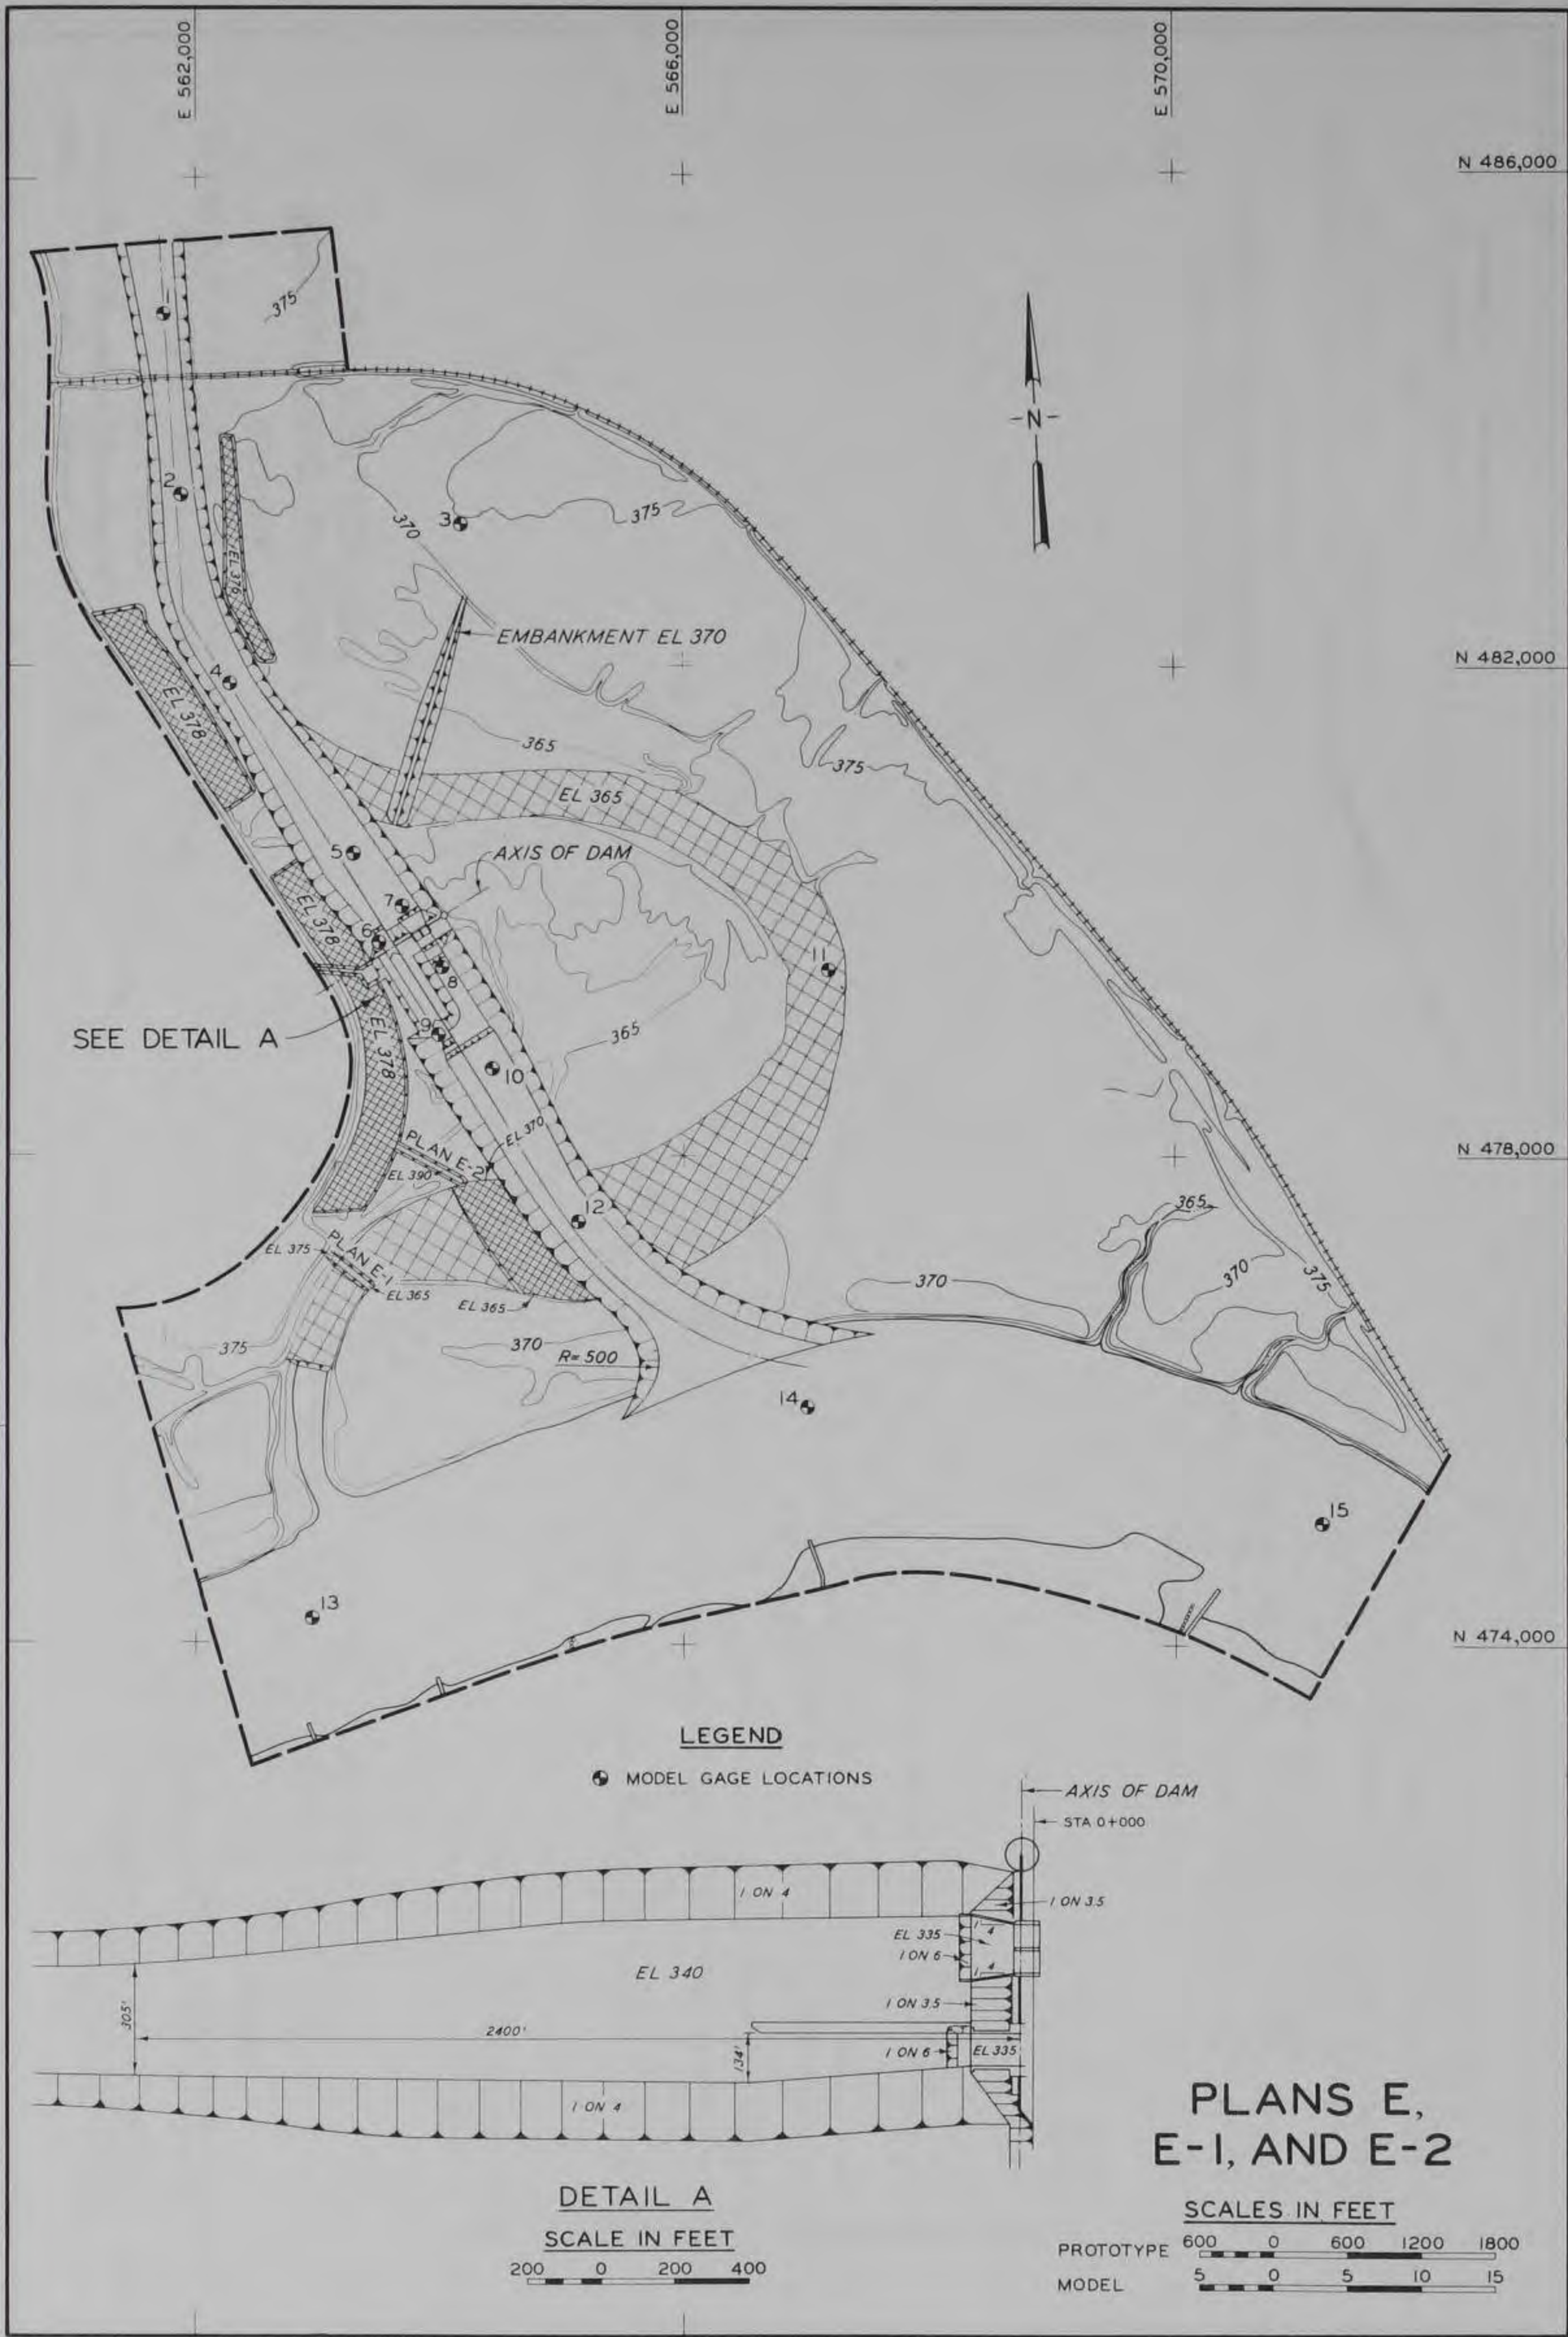 E 562,000
E 566,000
E 570,000
N 486,000
1
375
-N-
2
3
375
370
EL 376
EMBANKMENT EL 370
N 482,000
4
EL 378
365
375
EL 365
5
AXIS OF DAM
7
EL 378
6
11
8
SEE DETAIL A
EL 378
9
365
10
EL 370
PLAN E-2
N 478,000
EL 390
365
12
EL 375
PLAN E-1
370
370
375
EL 365
EL 365
375
370
R=500
14
15
13
N 474,000
LEGEND
MODEL GAGE LOCATIONS
AXIS OF DAM
STA 0+000
1 ON 4
1 ON 3.5
EL 335
1
4
1 ON 6
EL 340
1
4
305'
1 ON 3.5
2400'
134'
1 ON 6
EL 335
1 ON 4
PLANS E,
E-1, AND E-2
DETAIL A
SCALE IN FEET
200 0 200 400
SCALES IN FEET
PROTOTYPE 600 0 600 1200 1800
MODEL 5 0 5 10 15